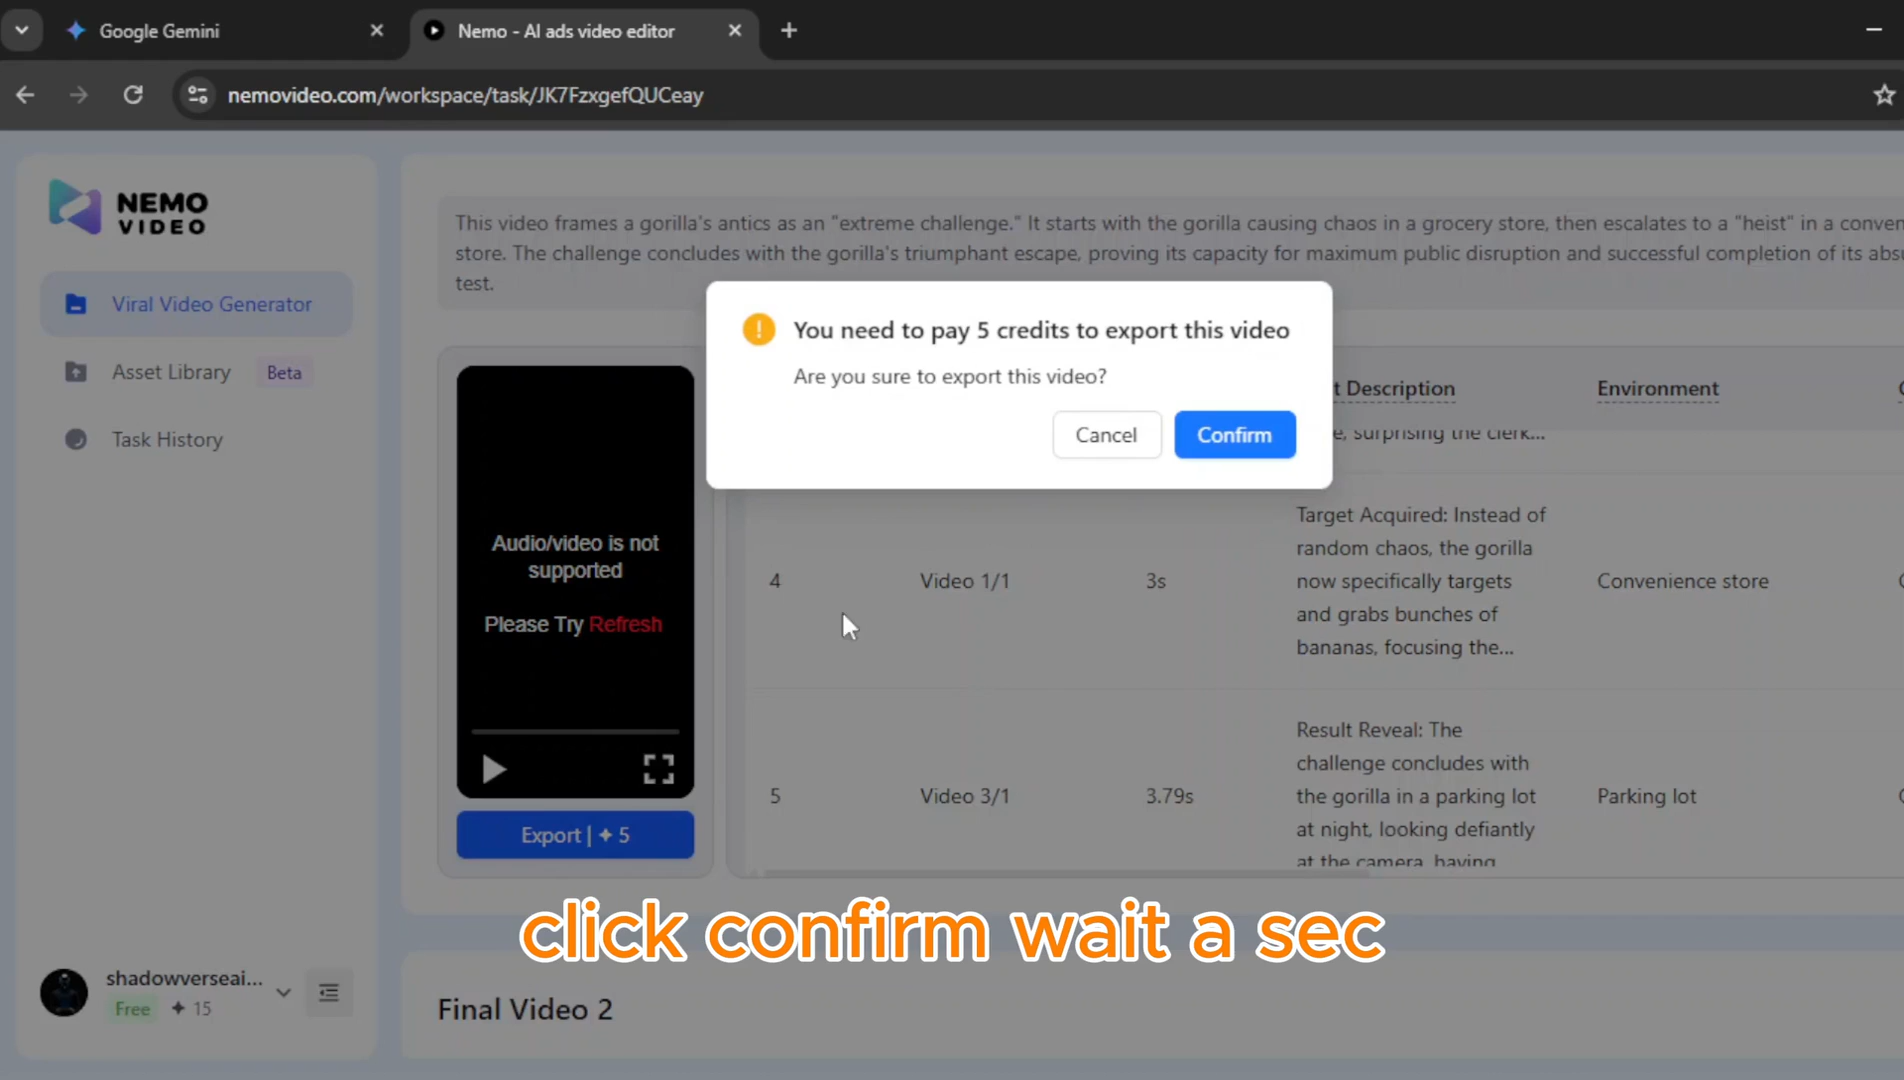 Google Gemini
Nemo - AI ads video editor
nemovideo.com/workspace/task/JK7FzxgefQUCeay
NEMO
VIDEO
Viral Video Generator
Asset Library
Beta
Task History
This video frames a gorilla's antics as an "extreme challenge." It starts with the gorilla causing chaos in a grocery store, then escalates to a "heist" in a
store. The challenge concludes with the gorilla's triumphant escape, proving its capacity for maximum public disruption and successful completion of its
test.
You need to pay 5 credits to export this video
Are you sure to export this video?
Cancel
Confirm
Description
Environment
surprising the clerk...
Audio/video is not
supported
Please Try Refresh
Export | ✦ 5
4
Video 1/1
3s
Target Acquired: Instead of
random chaos, the gorilla
now specifically targets
and grabs bunches of
bananas, focusing the...
Convenience store
5
Video 3/1
3.79s
Result Reveal: The
challenge concludes with
the gorilla in a parking lot
at night, looking defiantly
at the camera, having
Parking lot
click confirm wait a sec
shadowverseai...
Free ✦ 15
Final Video 2